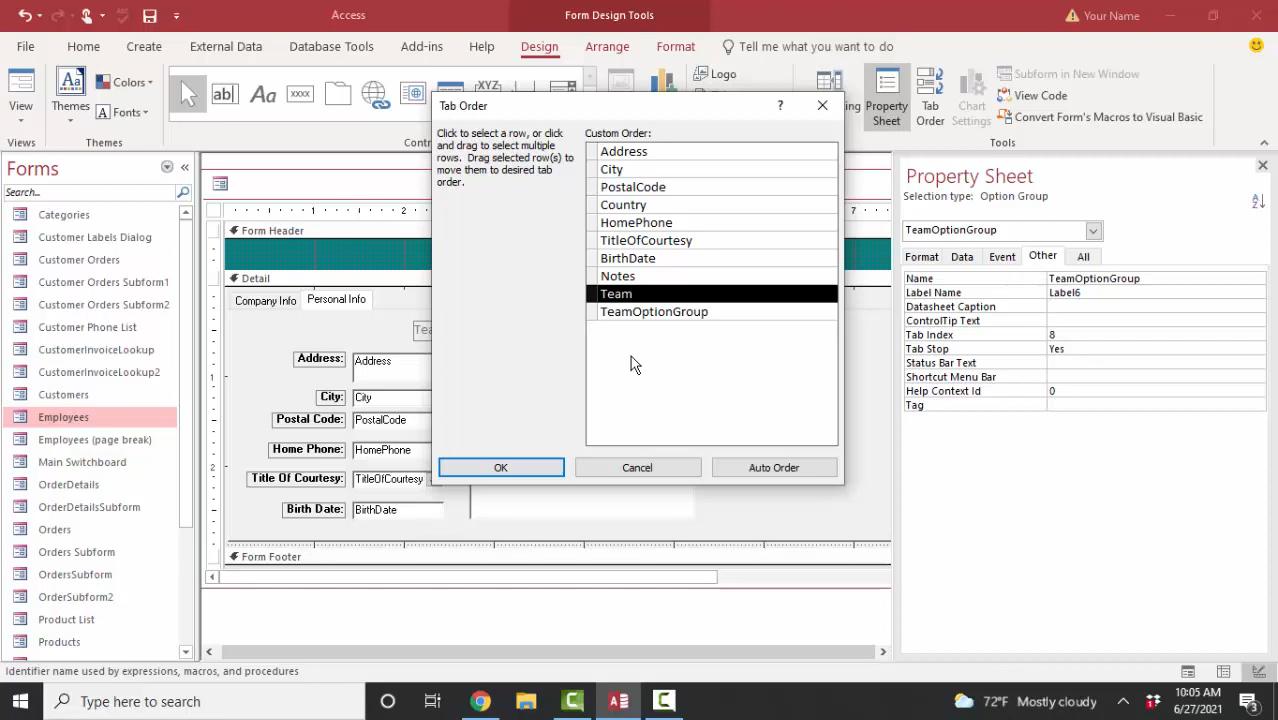 Access
Form Design Tools
Your Name
File
Home
Create
External Data
Database Tools
Add-ins
Help
Design
Arrange
Format
Tell me what you want to do
View
Views
Themes
Colors
Fonts
Themes
ab|
Aa
xxxx
XYZ
Logo
Property
Sheet
Tab
Order
Chart
Settings
Subform in New Window
View Code
Convert Form's Macros to Visual Basic
Tools
Forms
Search...
Categories
Customer Labels Dialog
Customer Orders
Customer Orders Subform1
Customer Orders Subform2
Customer Phone List
CustomerInvoiceLookup
CustomerInvoiceLookup2
Customers
Employees
Employees (page break)
Main Switchboard
OrderDetails
OrderDetailsSubform
Orders
Orders Subform
OrdersSubform
OrderSubform2
Product List
Products
Form Header
Detail
Company Info
Personal Info
Address:
Address
City:
City
Postal Code:
PostalCode
Home Phone:
HomePhone
Title Of Courtesy:
TitleOfCourtesy
Birth Date:
BirthDate
Form Footer
Tab Order
?
Click to select a row, or click
and drag to select multiple
rows. Drag selected row(s) to
move them to desired tab
order.
Custom Order:
Address
City
PostalCode
Country
HomePhone
TitleOfCourtesy
BirthDate
Notes
Team
TeamOptionGroup
OK
Cancel
Auto Order
Property Sheet
Selection type: Option Group
TeamOptionGroup
Format
Data
Event
Other
All
Name TeamOptionGroup
Label Name Label6
Datasheet Caption
ControlTip Text
Tab Index 8
Tab Stop Yes
Status Bar Text
Shortcut Menu Bar
Help Context Id 0
Tag
Identifier name used by expressions, macros, and procedures
Type here to search
72°F Mostly cloudy
10:05 AM
6/27/2021
3